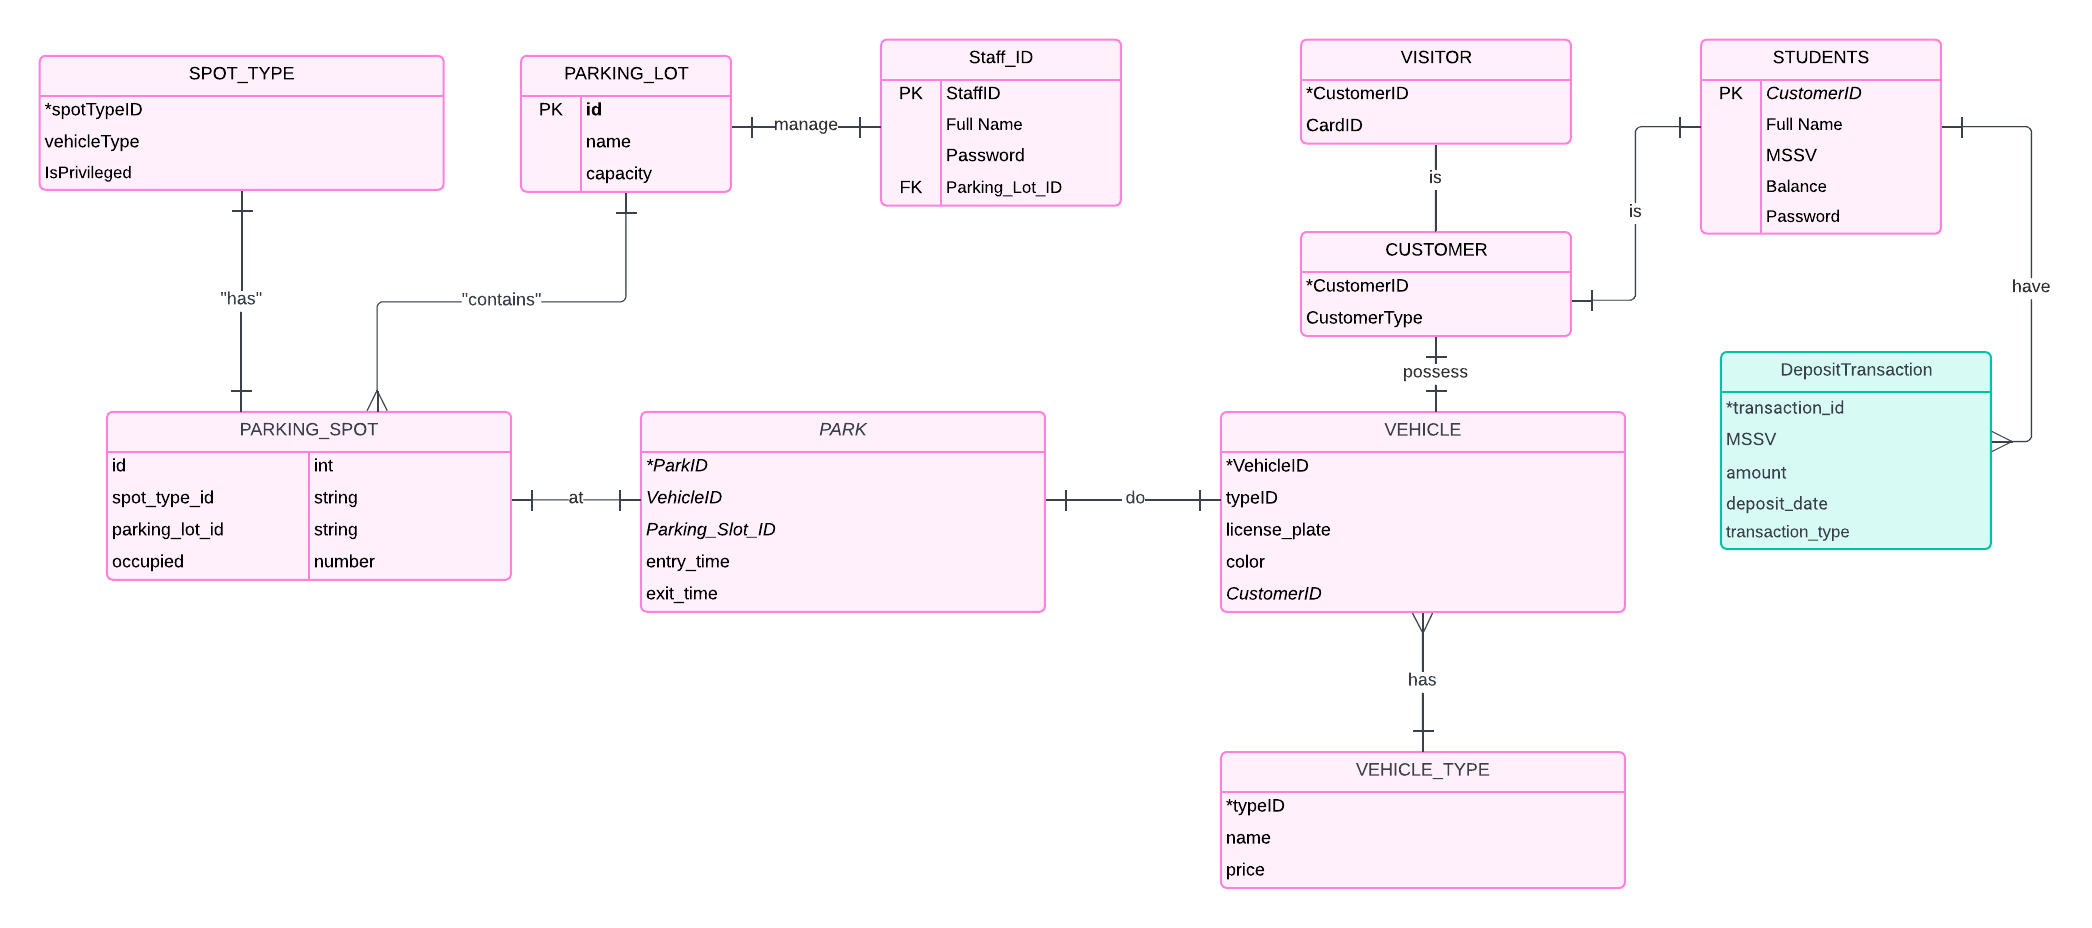 SPOT_TYPE
*spotTypeID
vehicleType
IsPrivileged
PARKING_LOT
PK id
name
capacity
manage
Staff_ID
PK StaffID
Full Name
Password
FK Parking_Lot_ID
VISITOR
*CustomerID
CardID
is
STUDENTS
PK CustomerID
Full Name
MSSV
Balance
Password
is
have
CUSTOMER
*CustomerID
CustomerType
possess
"has"
"contains"
DepositTransaction
*transaction_id
MSSV
amount
deposit_date
transaction_type
PARKING_SPOT
id int
spot_type_id string
parking_lot_id string
occupied number
at
PARK
*ParkID
VehicleID
Parking_Slot_ID
entry_time
exit_time
do
VEHICLE
*VehicleID
typeID
license_plate
color
CustomerID
has
VEHICLE_TYPE
*typeID
name
price